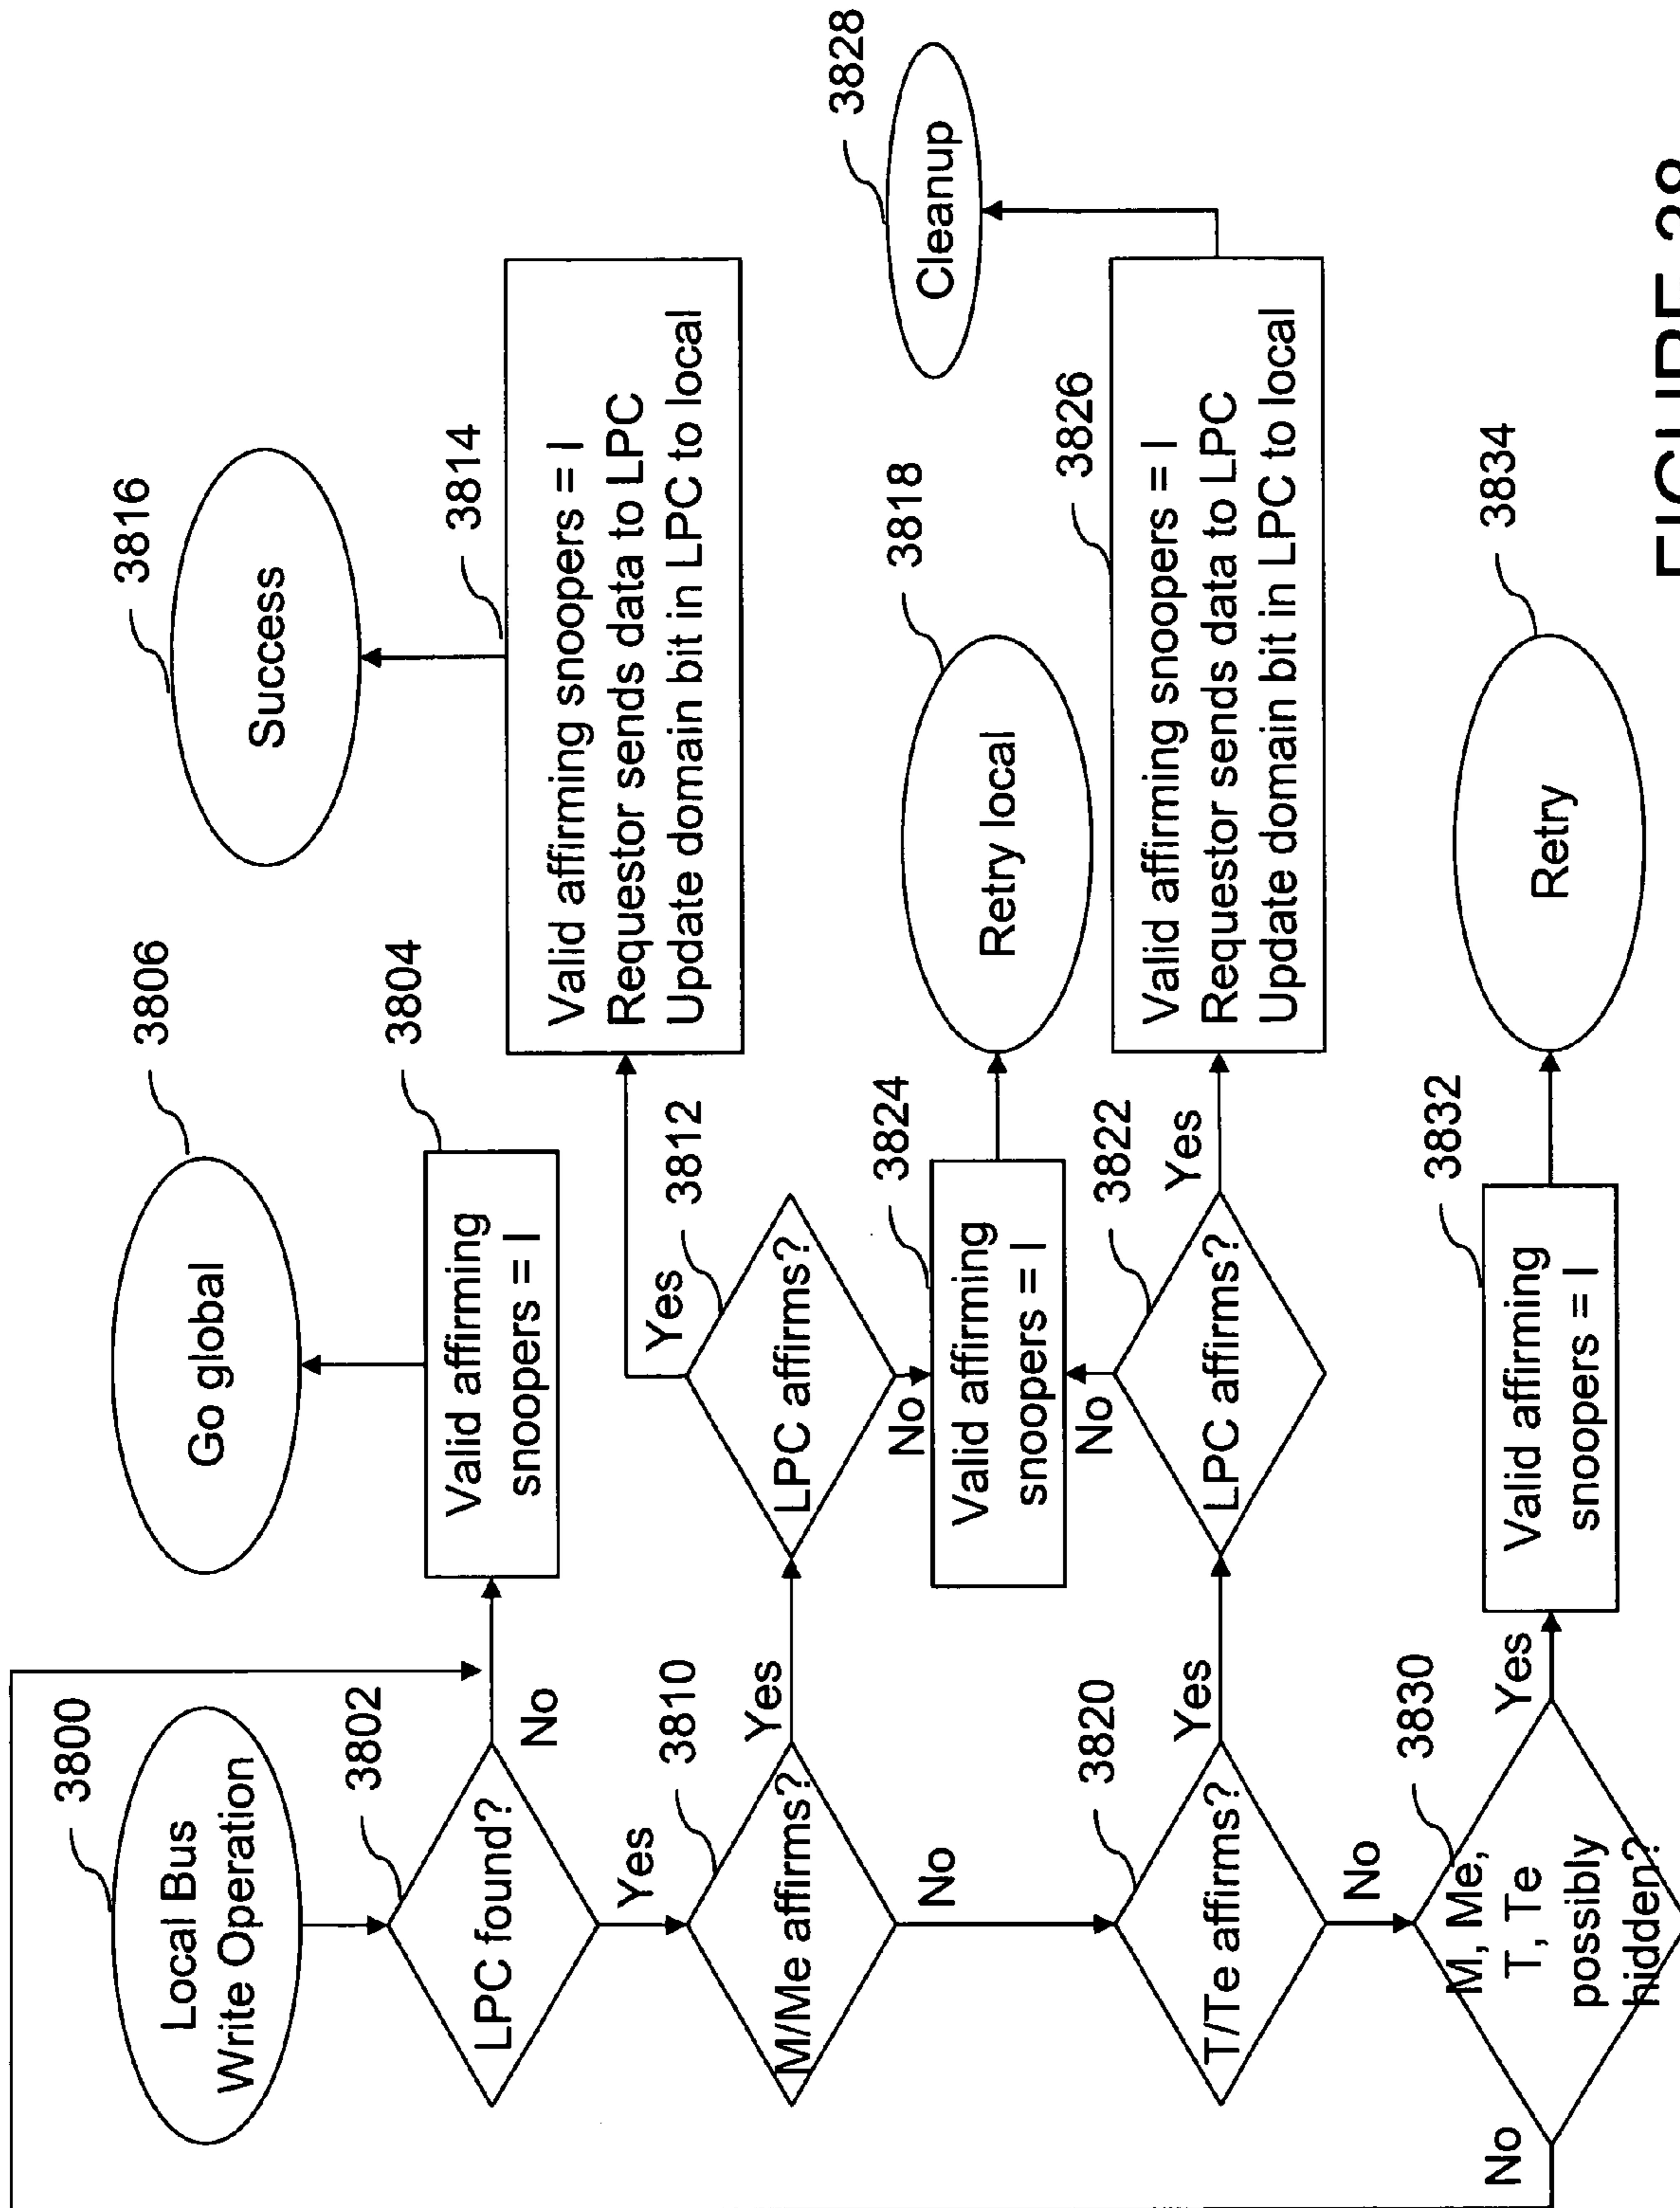 3800
Local Bus
Write Operation
3802
LPC found?
No
Yes
3804
Valid affirming
snoopers = I
3806
Go global
3810
M/Me affirms?
Yes
No
3812
LPC affirms?
Yes
No
3814
Valid affirming snoopers = I
Requestor sends data to LPC
Update domain bit in LPC to local
3816
Success
3824
Valid affirming
snoopers = I
3818
Retry local
3820
T/Te affirms?
Yes
No
3822
LPC affirms?
No
Yes
3826
Valid affirming snoopers = I
Requestor sends data to LPC
Update domain bit in LPC to local
3828
Cleanup
3830
M, Me,
T, Te
possibly
hidden?
No
Yes
3832
Valid affirming
snoopers = I
3834
Retry
FIGURE 38